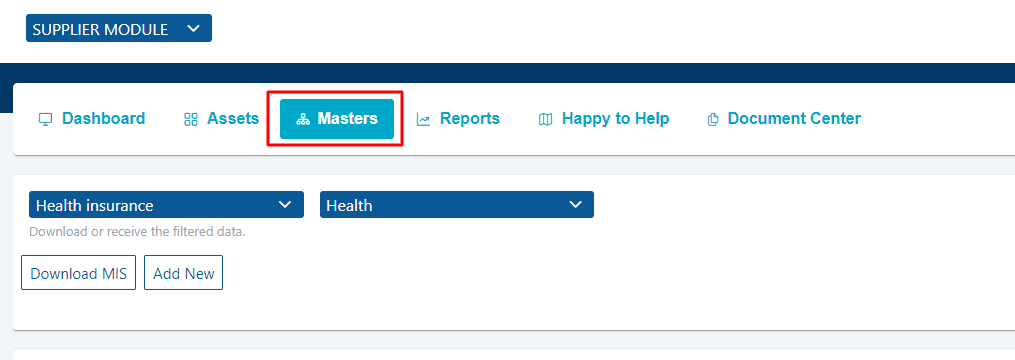 SUPPLIER MODULE
Dashboard Assets Masters Reports Happy to Help Document Center
Health insurance Health
Download or receive the filtered data.
Download MIS Add New